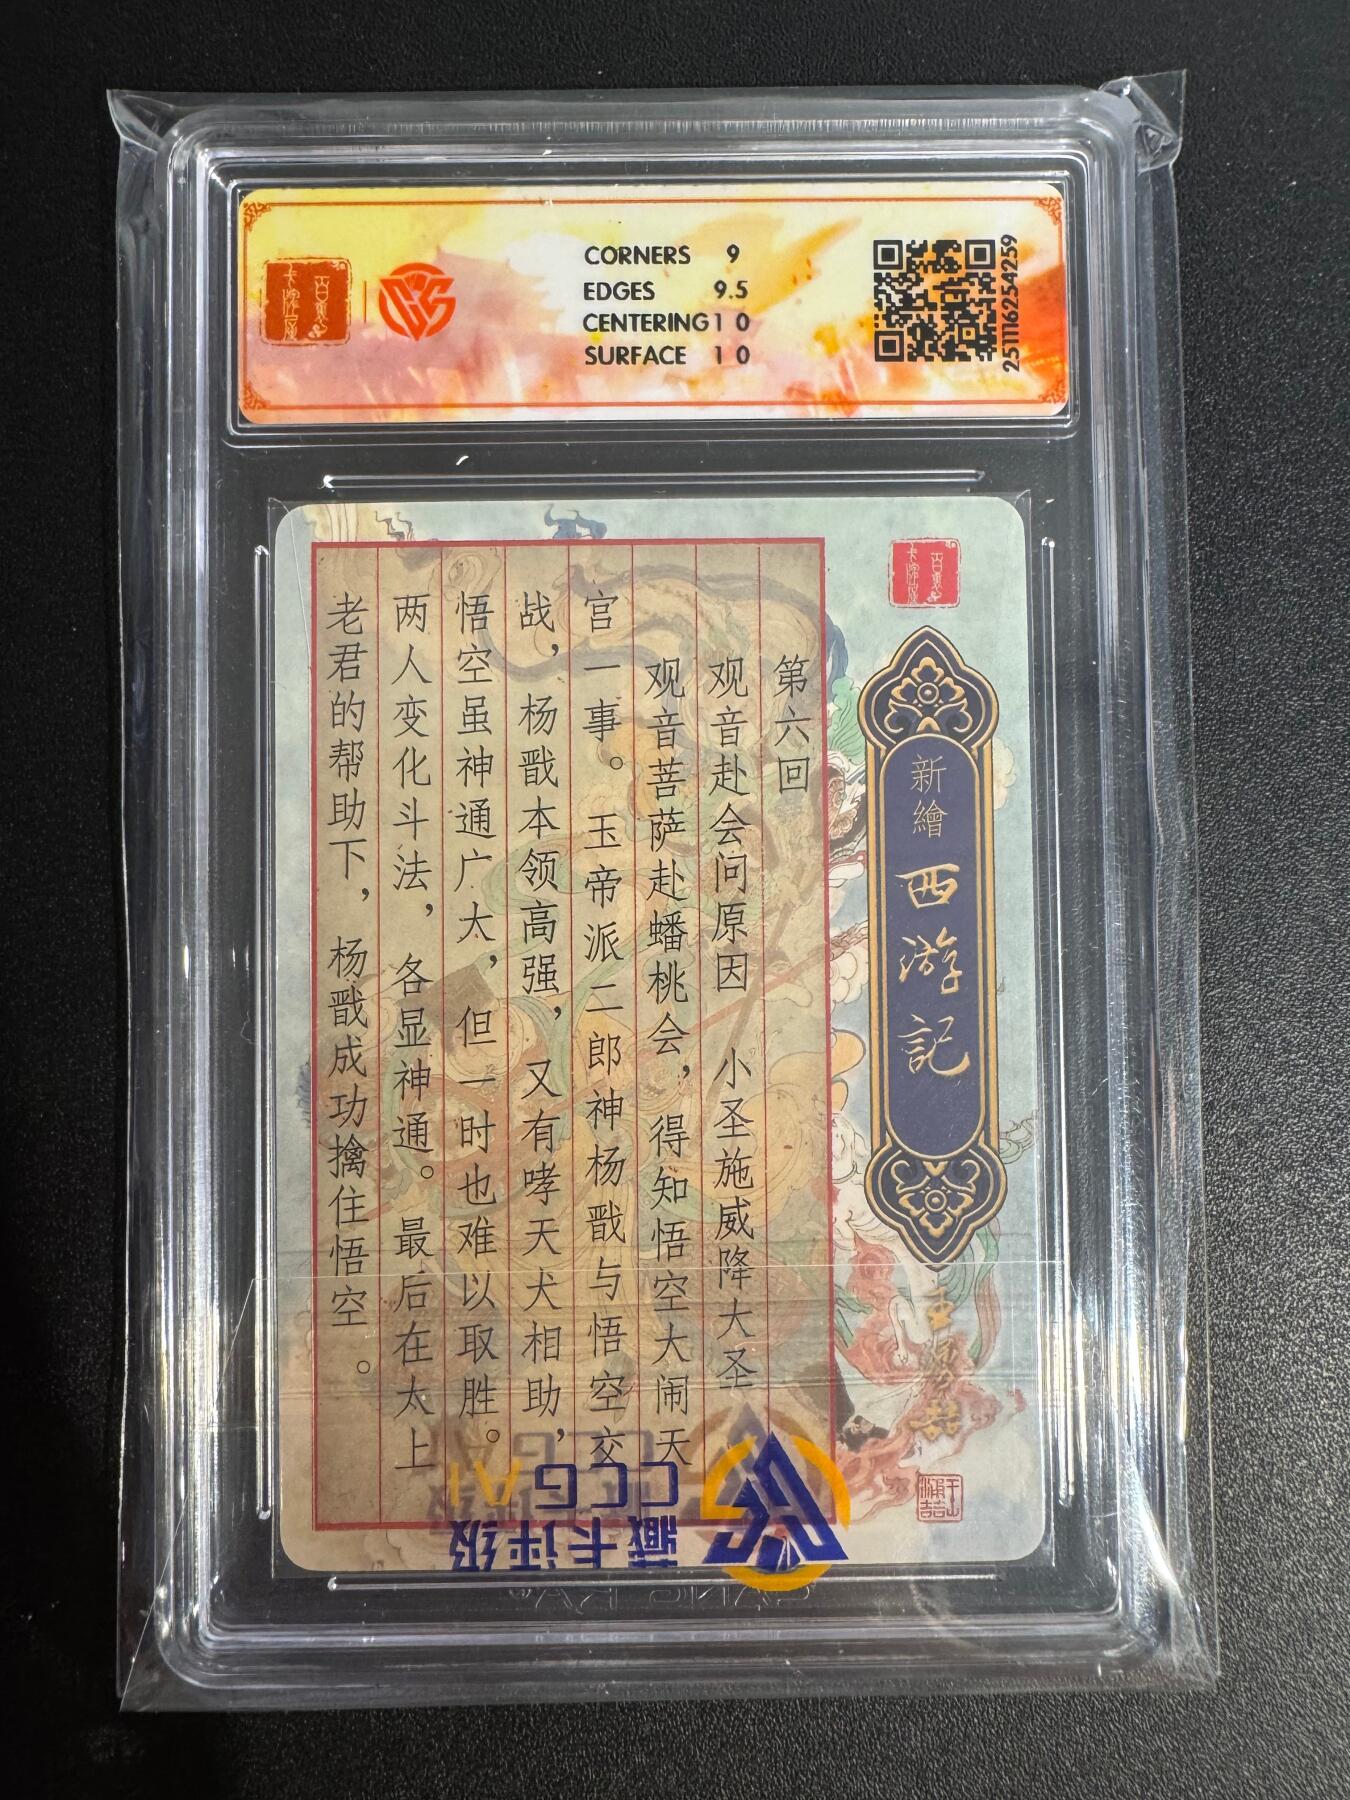 CORNERS 9
EDGES 9.5
CENTERING 10
SURFACE 10
251116254259
新繪
西游記
第六回
观音赴会问原因 小圣施威降大圣
观音菩萨赴蟠桃会，得知悟空大闹天
宫一事。玉帝派二郎神杨戬与悟空交
战，杨戬本领高强，又有哮天犬相助，
悟空虽神通广大，但一时也难以取胜。
两人变化斗法，各显神通。最后在太上
老君的帮助下，杨戬成功擒住悟空。
CCGAI
藏卡评级